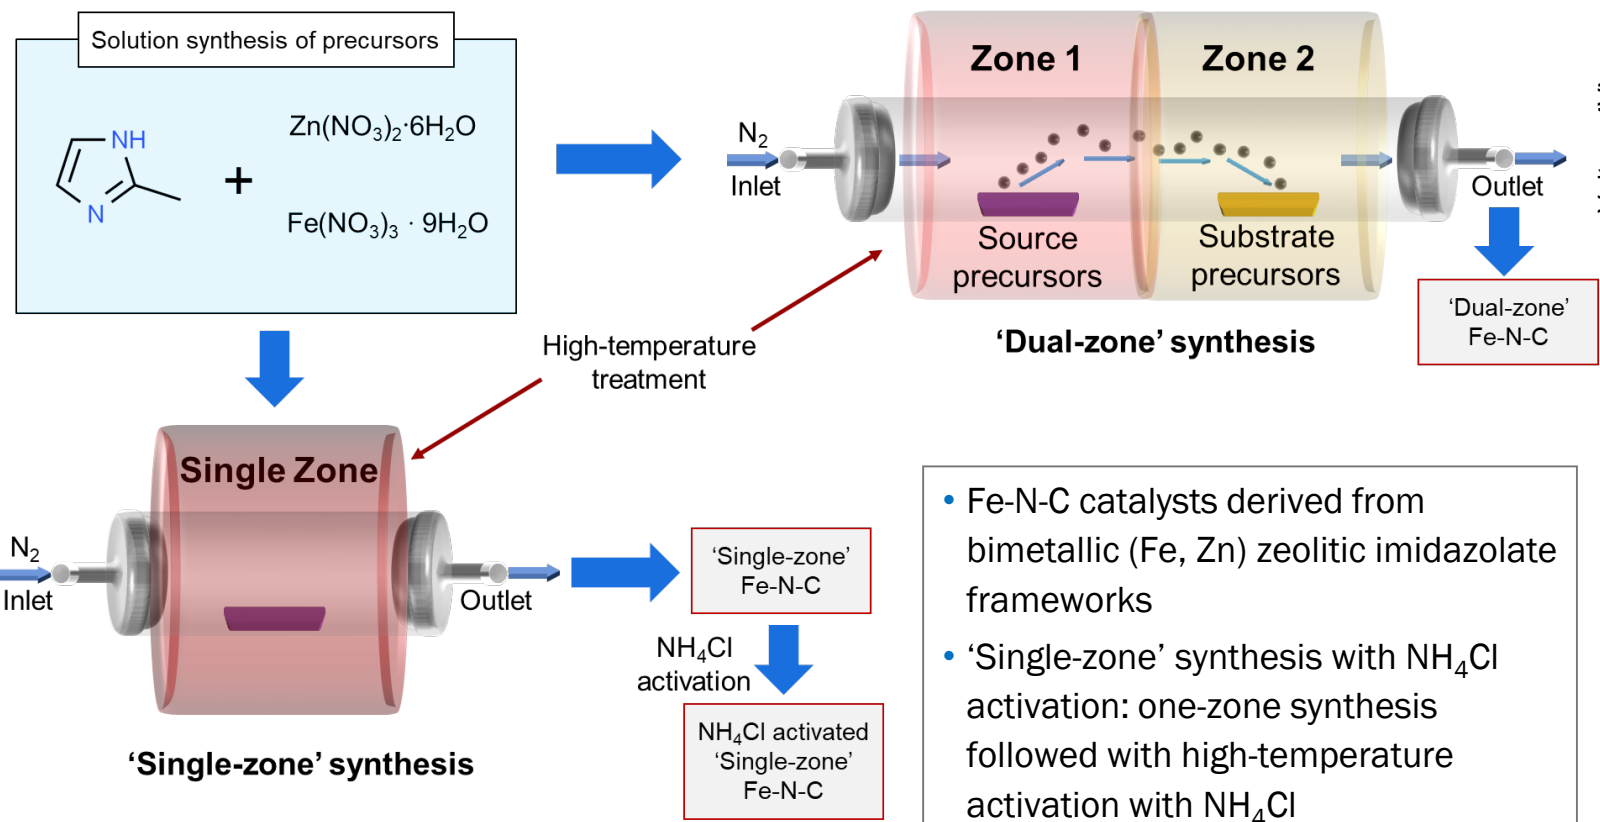 Solution synthesis of precursors
NH
N
+
Zn(NO₃)₂·6H₂O
Fe(NO₃)₃ · 9H₂O
Zone 1
Zone 2
N₂
Inlet
Outlet
Source
precursors
Substrate
precursors
'Dual-zone' synthesis
'Dual-zone'
Fe-N-C
High-temperature
treatment
Single Zone
N₂
Inlet
Outlet
'Single-zone' synthesis
'Single-zone'
Fe-N-C
NH₄Cl
activation
NH₄Cl activated
'Single-zone'
Fe-N-C
• Fe-N-C catalysts derived from
bimetallic (Fe, Zn) zeolitic imidazolate
frameworks
• 'Single-zone' synthesis with NH₄Cl
activation: one-zone synthesis
followed with high-temperature
activation with NH₄Cl